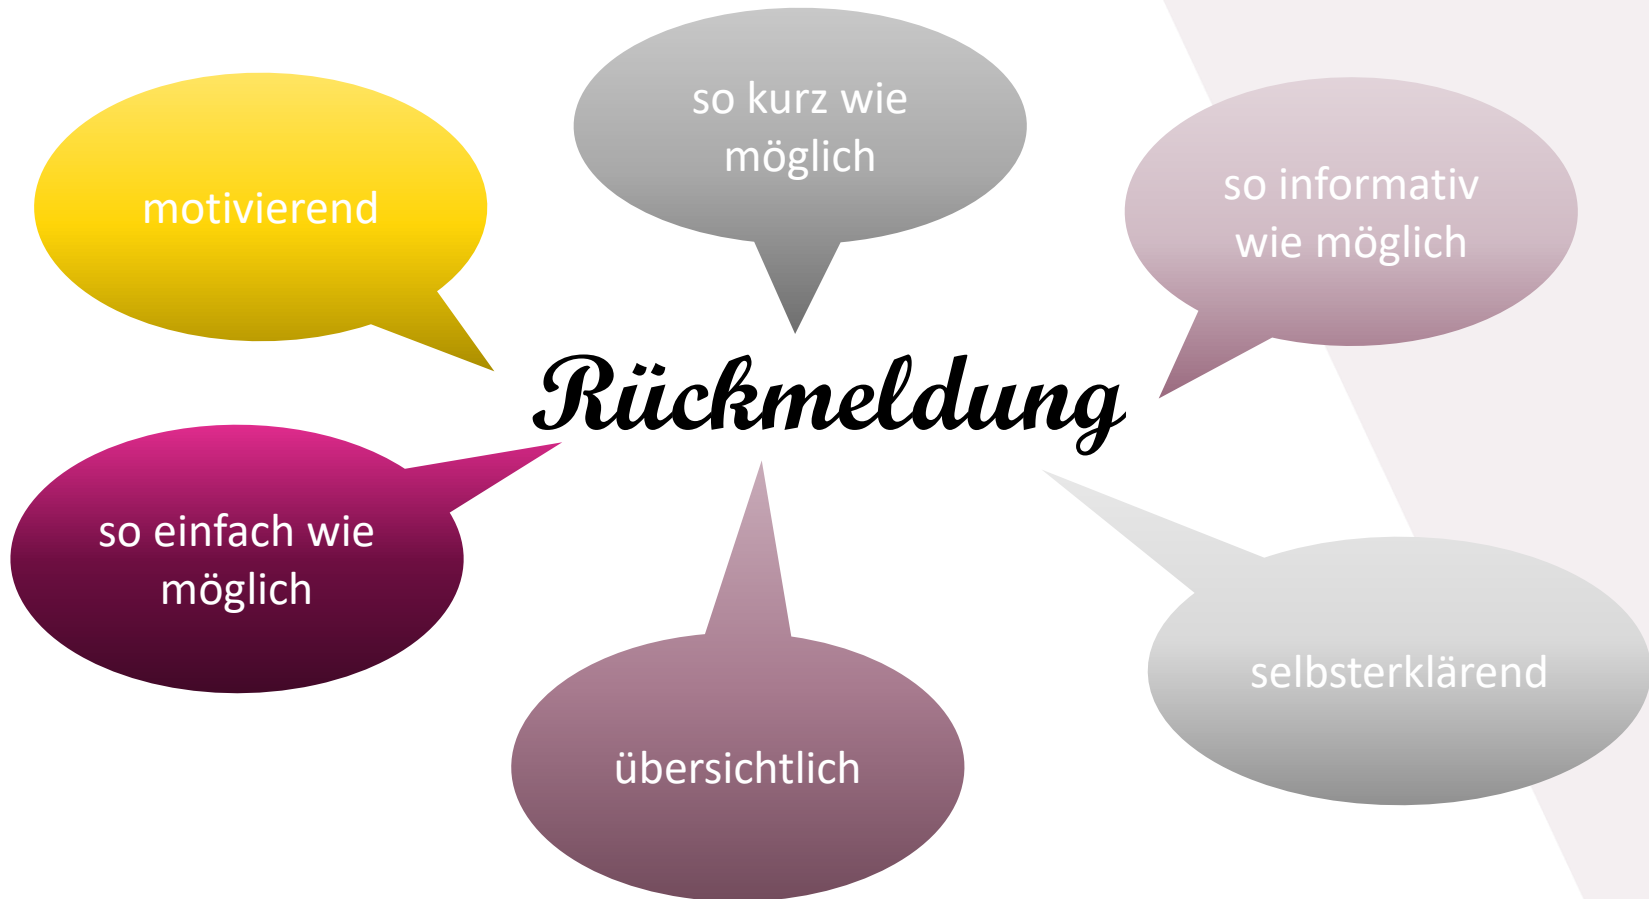 motivierend
so kurz wie
möglich
so informativ
wie möglich
Rückmeldung
so einfach wie
möglich
übersichtlich
selbsterklärend